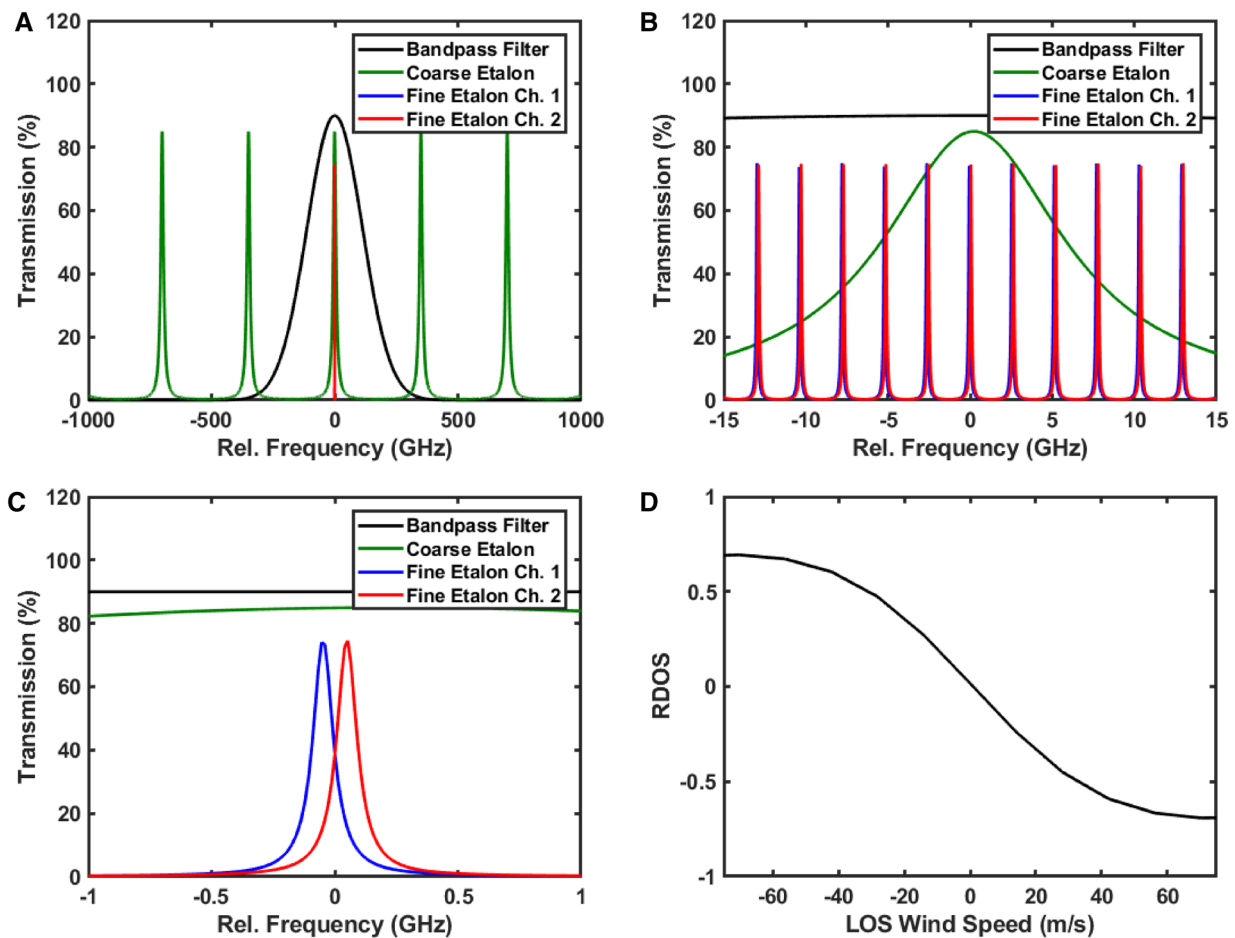 A
120
100
80
60
40
20
0
Transmission (%)
-1000 -500 0 500 1000
Rel. Frequency (GHz)
Bandpass Filter
Coarse Etalon
Fine Etalon Ch. 1
Fine Etalon Ch. 2
B
120
100
80
60
40
20
0
Transmission (%)
-15 -10 -5 0 5 10 15
Rel. Frequency (GHz)
Bandpass Filter
Coarse Etalon
Fine Etalon Ch. 1
Fine Etalon Ch. 2
C
120
100
80
60
40
20
0
Transmission (%)
-1 -0.5 0 0.5 1
Rel. Frequency (GHz)
Bandpass Filter
Coarse Etalon
Fine Etalon Ch. 1
Fine Etalon Ch. 2
D
1
0.5
0
-0.5
-1
RDOS
-60 -40 -20 0 20 40 60
LOS Wind Speed (m/s)